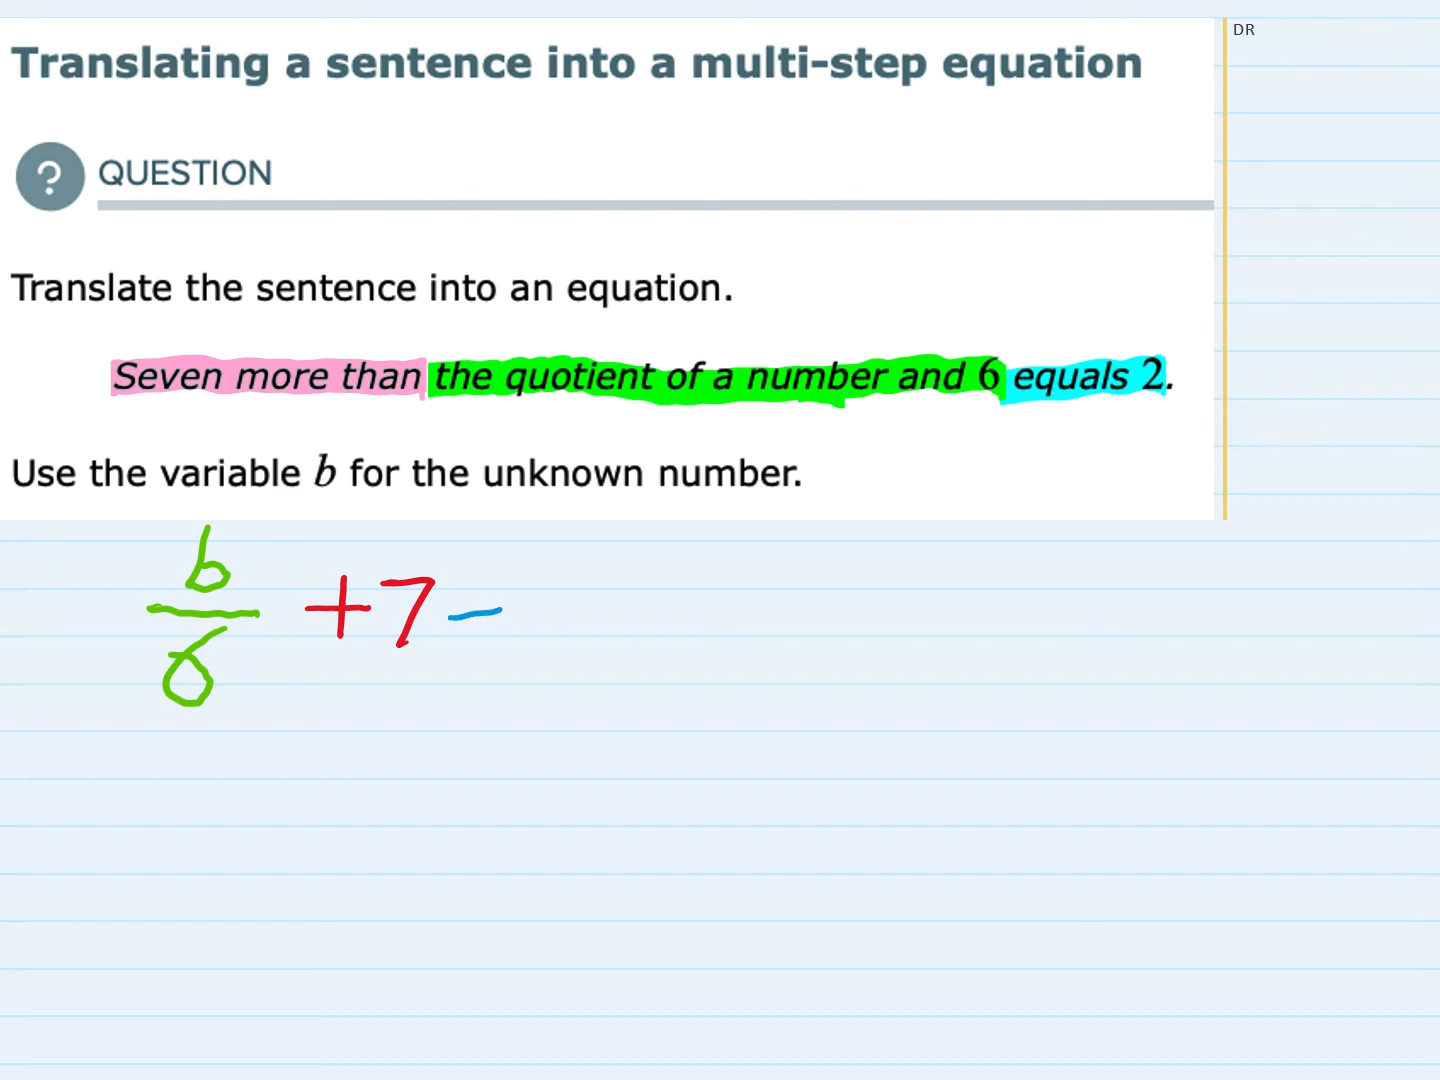 DR
Translating a sentence into a multi-step equation
? QUESTION
Translate the sentence into an equation.
Seven more than the quotient of a number and 6 equals 2.
Use the variable b for the unknown number.
b
6
+7 -